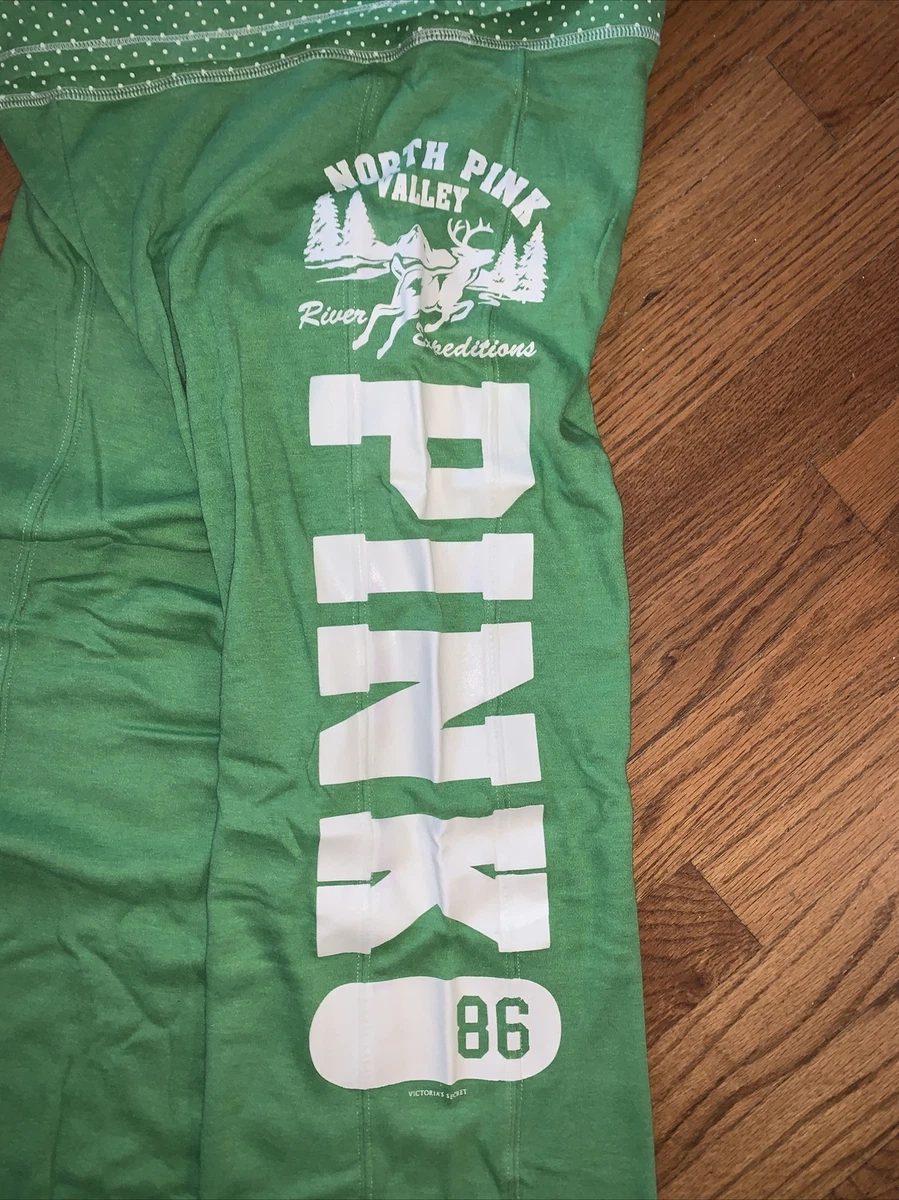 NORTH PINK
VALLEY
River
Expeditions
PINK
86
VICTORIA'S SECRET